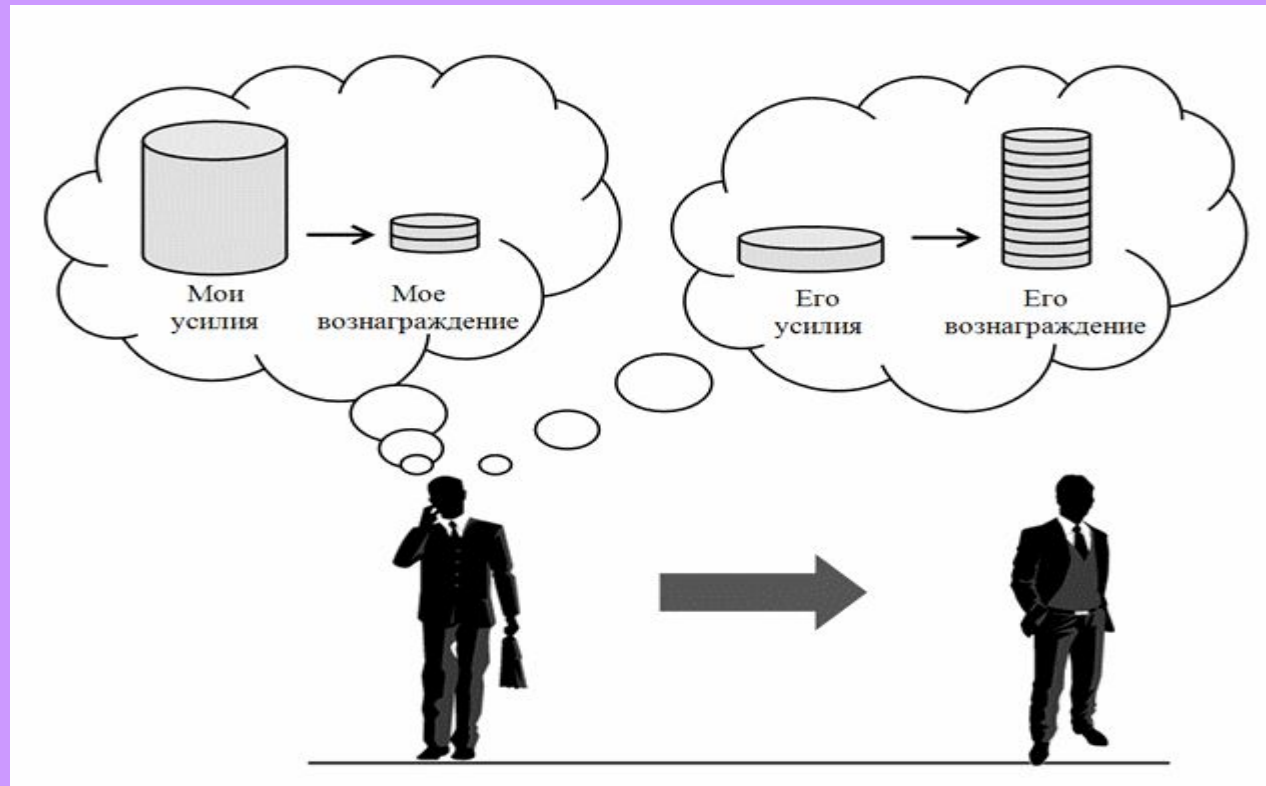 Мои
усилия
Мое
вознаграждение
Его
усилия
Его
вознаграждение